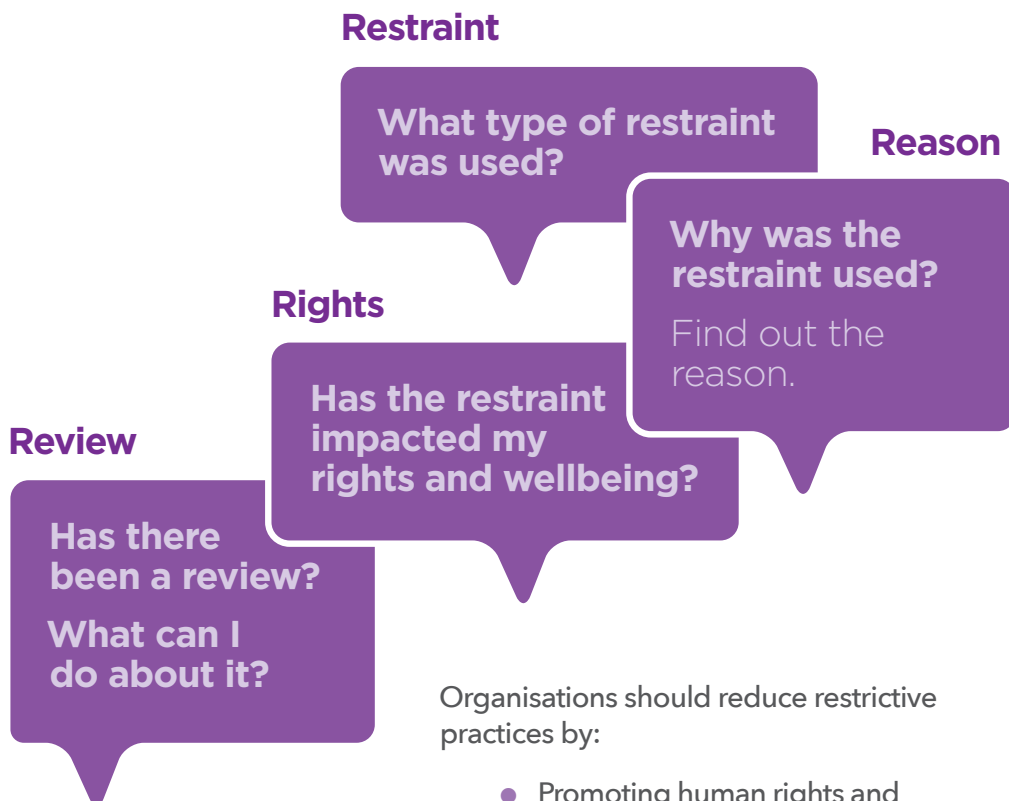 Restraint
What type of restraint
was used?
Reason
Why was the
restraint used?
Find out the
reason.
Rights
Has the restraint
impacted my
rights and wellbeing?
Review
Has there
been a review?
What can I
do about it?
Organisations should reduce restrictive
practices by:
• Promoting human rights and